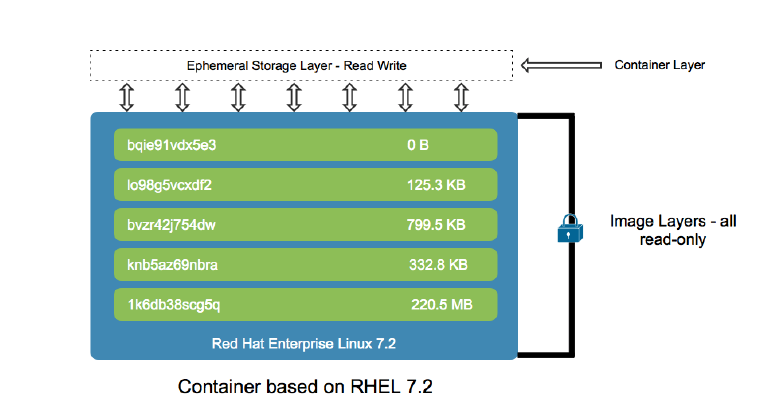 Ephemeral Storage Layer - Read Write
Container Layer
bqie91vdx5e3 0 B
lo98g5vcxdf2 125.3 KB
bvzr42j754dw 799.5 KB
knb5az69nbra 332.8 KB
1k6db38scg5q 220.5 MB
Image Layers - all
read-only
Red Hat Enterprise Linux 7.2
Container based on RHEL 7.2